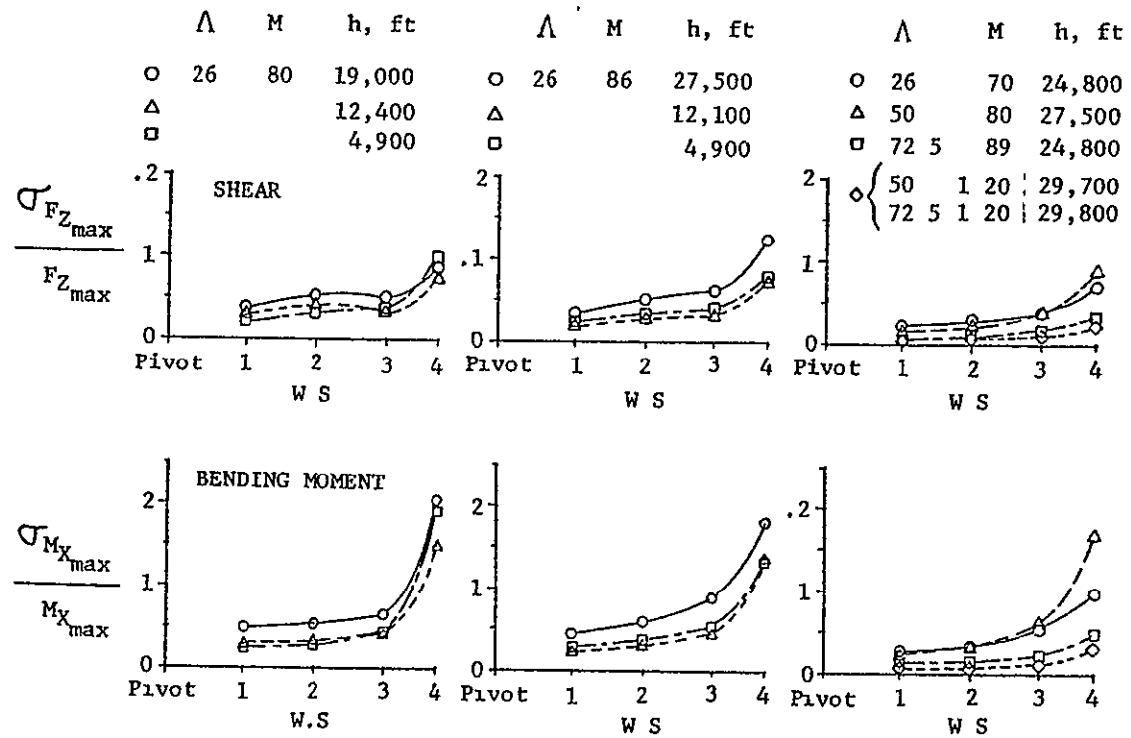 Λ M h, ft
○ 26 80 19,000
△ 12,400
□ 4,900
Λ M h, ft
○ 26 86 27,500
△ 12,100
□ 4,900
Λ M h, ft
○ 26 70 24,800
△ 50 80 27,500
□ 72 5 89 24,800
◇ { 50 1 20 29,700
72 5 1 20 29,800
σFZmax
FZmax
SHEAR
.2
1
0
Pivot 1 2 3 4
W S
2
.1
0
Pivot 1 2 3 4
W S
2
1
0
Pivot 1 2 3 4
W S
σMXmax
MXmax
BENDING MOMENT
2
1
0
Pivot 1 2 3 4
W.S
2
1
0
Pivot 1 2 3 4
W S
.2
1
0
Pivot 1 2 3 4
W S